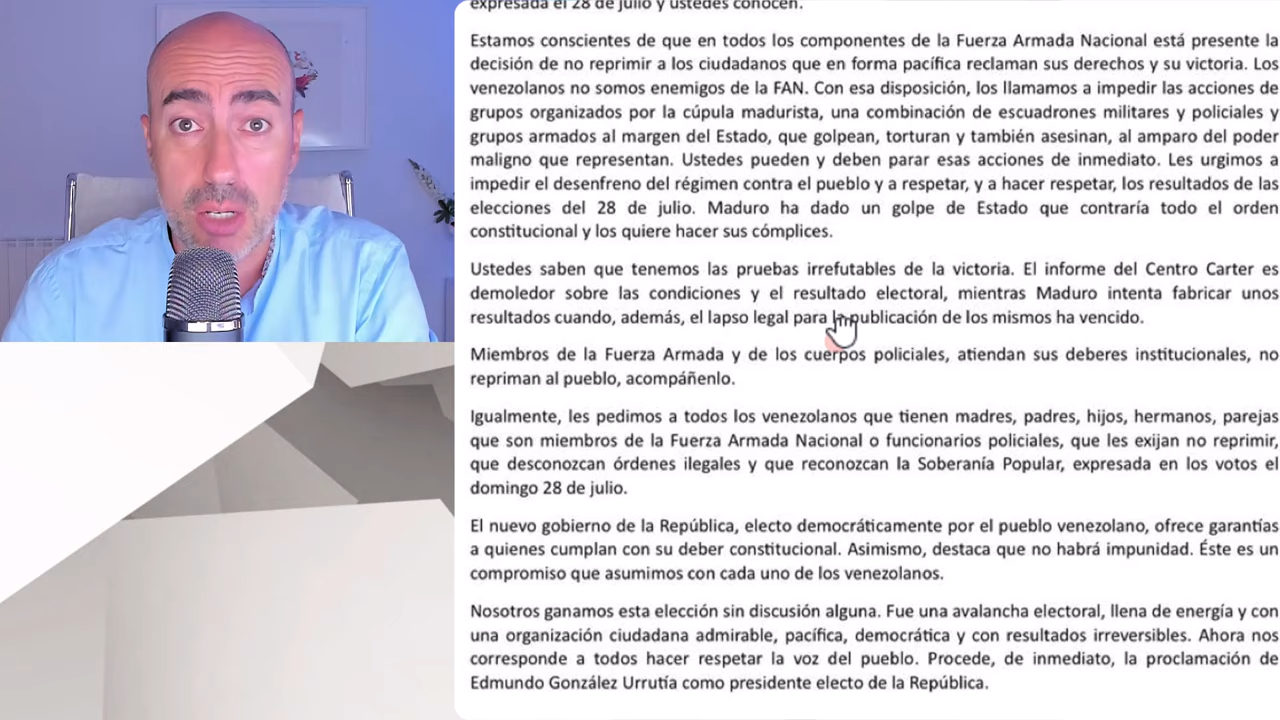 expresada el 28 de julio y ustedes conocen.
Estamos conscientes de que en todos los componentes de la Fuerza Armada Nacional está presente la
decisión de no reprimir a los ciudadanos que en forma pacífica reclaman sus derechos y su victoria. Los
venezolanos no somos enemigos de la FAN. Con esa disposición, los llamamos a impedir las acciones de
grupos organizados por la cúpula madurista, una combinación de escuadrones militares y policiales y
grupos armados al margen del Estado, que golpean, torturan y también asesinan, al amparo del poder
maligno que representan. Ustedes pueden y deben parar esas acciones de inmediato. Les urgimos a
impedir el desenfreno del régimen contra el pueblo y a respetar, y a hacer respetar, los resultados de las
elecciones del 28 de julio. Maduro ha dado un golpe de Estado que contraría todo el orden
constitucional y los quiere hacer sus cómplices.
Ustedes saben que tenemos las pruebas irrefutables de la victoria. El informe del Centro Carter es
demoledor sobre las condiciones y el resultado electoral, mientras Maduro intenta fabricar unos
resultados cuando, además, el lapso legal para la publicación de los mismos ha vencido.
Miembros de la Fuerza Armada y de los cuerpos policiales, atiendan sus deberes institucionales, no
repriman al pueblo, acompáñenlo.
Igualmente, les pedimos a todos los venezolanos que tienen madres, padres, hijos, hermanos, parejas
que son miembros de la Fuerza Armada Nacional o funcionarios policiales, que les exijan no reprimir,
que desconozcan órdenes ilegales y que reconozcan la Soberanía Popular, expresada en los votos el
domingo 28 de julio.
El nuevo gobierno de la República, electo democráticamente por el pueblo venezolano, ofrece garantías
a quienes cumplan con su deber constitucional. Asimismo, destaca que no habrá impunidad. Éste es un
compromiso que asumimos con cada uno de los venezolanos.
Nosotros ganamos esta elección sin discusión alguna. Fue una avalancha electoral, llena de energía y con
una organización ciudadana admirable, pacífica, democrática y con resultados irreversibles. Ahora nos
corresponde a todos hacer respetar la voz del pueblo. Procede, de inmediato, la proclamación de
Edmundo González Urrutía como presidente electo de la República.